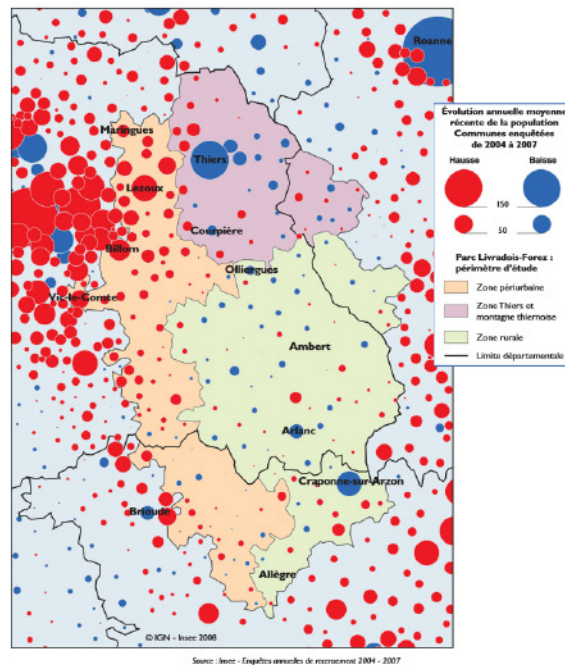 Roanne
Maringues
Thiers
Lezoux
Courpière
Billom
Olliergues
Vic-le-Comte
Ambert
Arlanc
Craponne-sur-Arzon
Brioude
Allègre
© IGN - Insee 2008
Évolution annuelle moyenne
récente de la population
Communes enquêtées
de 2004 à 2007
Hausse Baisse
150
50
Parc Livradois-Forez :
périmètre d'étude
Zone périurbaine
Zone Thiers et
montagne thiernoise
Zone rurale
Limite départementale
Source : Insee - Enquêtes annuelles de recensement 2004 - 2007